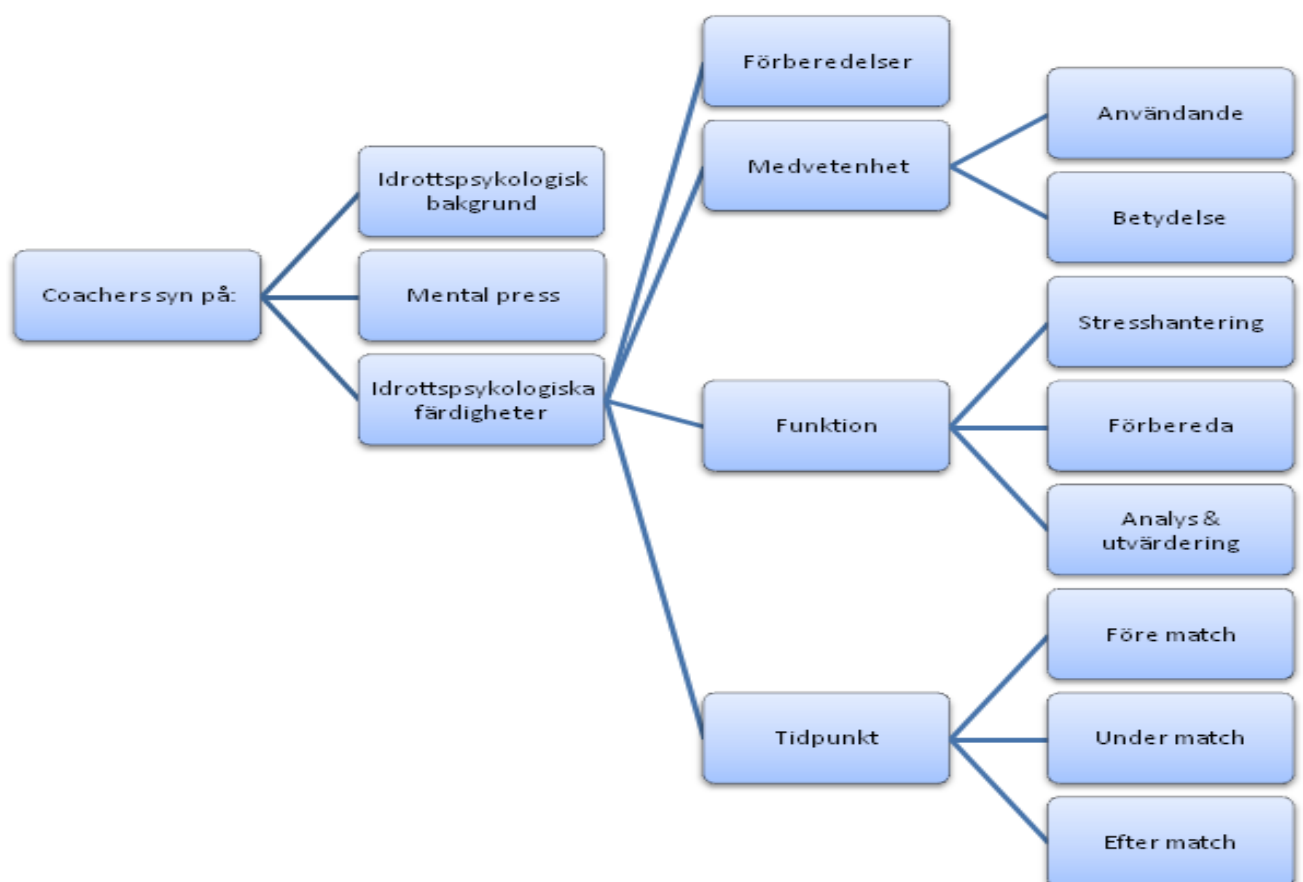 Coachers syn på:
Idrottspsykologisk
bakgrund
Mental press
Idrottspsykologiska
färdigheter
Förberedelser
Medvetenhet
Funktion
Tidpunkt
Användande
Betydelse
Stresshantering
Förbereda
Analys &
utvärdering
Före match
Under match
Efter match